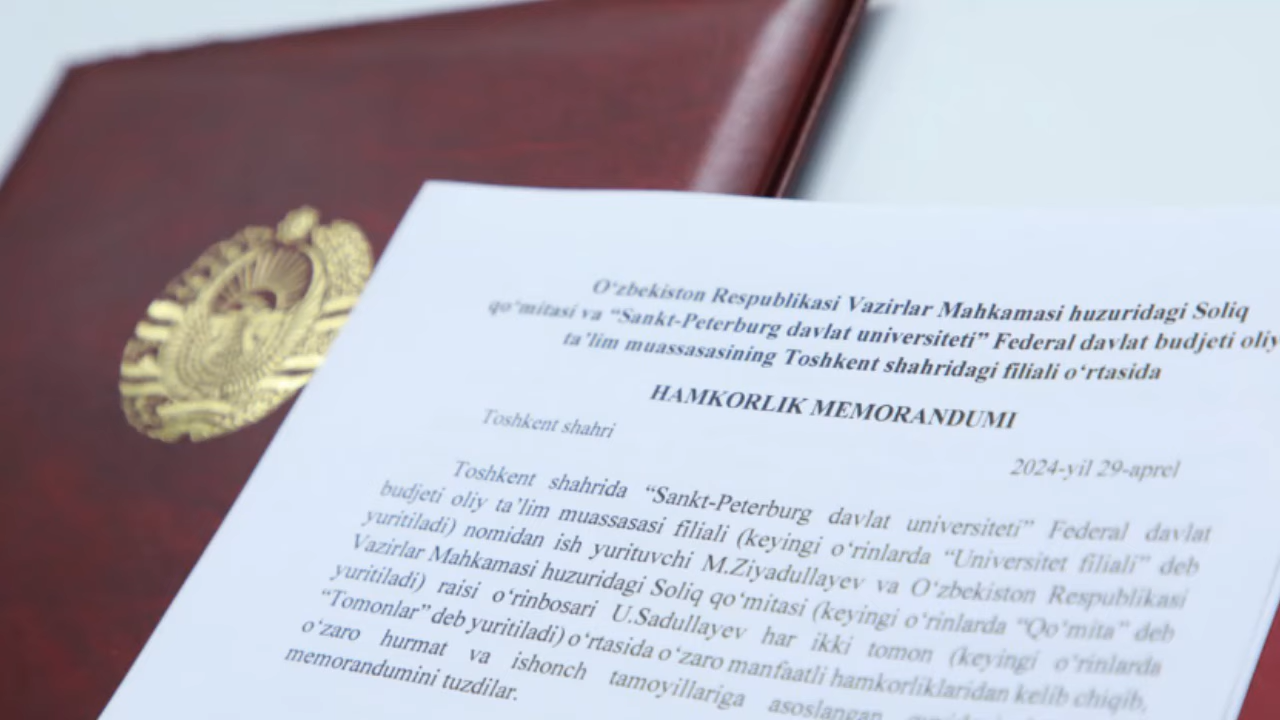 O‘zbekiston Respublikasi Vazirlar Mahkamasi huzuridagi Soliq
qo‘mitasi va “Sankt-Peterburg davlat universiteti” Federal davlat budjeti oliy
ta’lim muassasasining Toshkent shahridagi filiali o‘rtasida
HAMKORLIK MEMORANDUMI
Toshkent shahri
2024-yil 29-aprel
Toshkent shahrida “Sankt-Peterburg davlat universiteti” Federal davlat
budjeti oliy ta’lim muassasasi filiali (keyingi o‘rinlarda “Universitet filiali” deb
yuritiladi) nomidan ish yurituvchi M.Ziyadullayev va O‘zbekiston Respublikasi
Vazirlar Mahkamasi huzuridagi Soliq qo‘mitasi (keyingi o‘rinlarda “Qo‘mita” deb
yuritiladi) raisi o‘rinbosari U.Sadullayev har ikki tomon (keyingi o‘rinlarda
“Tomonlar” deb yuritiladi) o‘rtasida o‘zaro manfaatli hamkorliklaridan kelib chiqib,
o‘zaro hurmat va ishonch tamoyillariga asoslangan
memorandumini tuzdilar.